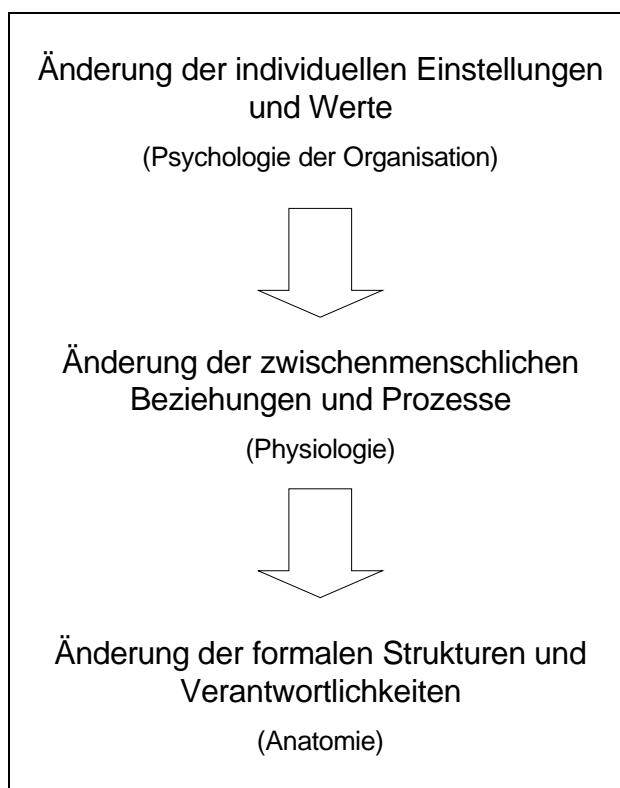 Änderung der individuellen Einstellungen
und Werte
(Psychologie der Organisation)
Änderung der zwischenmenschlichen
Beziehungen und Prozesse
(Physiologie)
Änderung der formalen Strukturen und
Verantwortlichkeiten
(Anatomie)